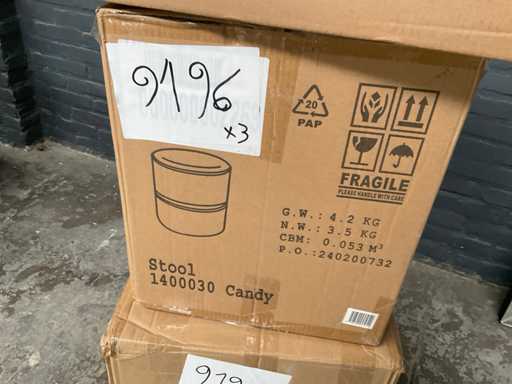 9196
x3
20
PAP
FRAGILE
PLEASE HANDLE WITH CARE
G.W.: 4.2 KG
N.W.: 3.5 KG
CBM: 0.053 M³
P.O.:240200732
Stool
1400030 Candy